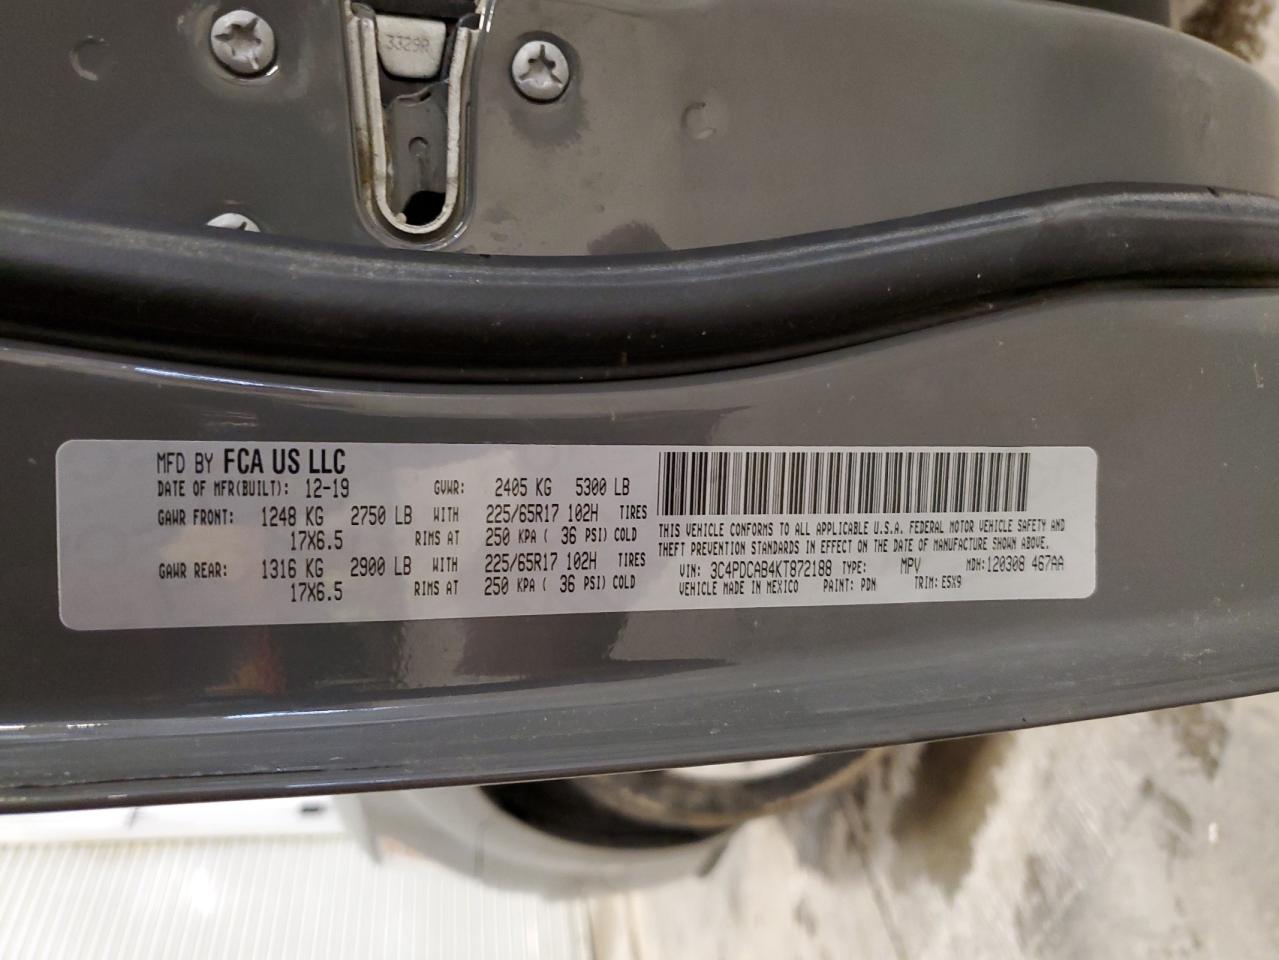 3329R
MFD BY FCA US LLC
DATE OF MFR(BUILT): 12-19 GVWR: 2405 KG 5300 LB
GAWR FRONT: 1248 KG 2750 LB WITH 225/65R17 102H TIRES
17X6.5 RIMS AT 250 KPA ( 36 PSI) COLD
GAWR REAR: 1316 KG 2900 LB WITH 225/65R17 102H TIRES
17X6.5 RIMS AT 250 KPA ( 36 PSI) COLD
THIS VEHICLE CONFORMS TO ALL APPLICABLE U.S.A. FEDERAL MOTOR VEHICLE SAFETY AND
THEFT PREVENTION STANDARDS IN EFFECT ON THE DATE OF MANUFACTURE SHOWN ABOVE.
VIN: 3C4PDCAB4KT872188 TYPE: MPV MDH: 120308 467AA
VEHICLE MADE IN MEXICO PAINT: PDN TRIM: E5X9